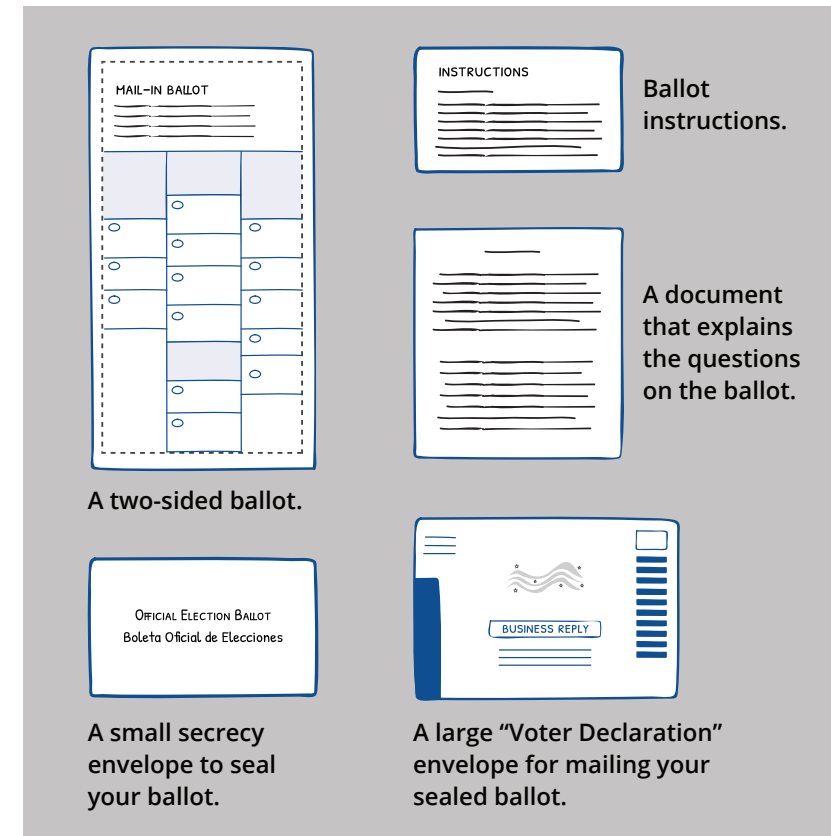 MAIL-IN BALLOT
A two-sided ballot.
INSTRUCTIONS
Ballot
instructions.
A document
that explains
the questions
on the ballot.
OFFICIAL ELECTION BALLOT
Boleta Oficial de Elecciones
A small secrecy
envelope to seal
your ballot.
BUSINESS REPLY
A large “Voter Declaration”
envelope for mailing your
sealed ballot.